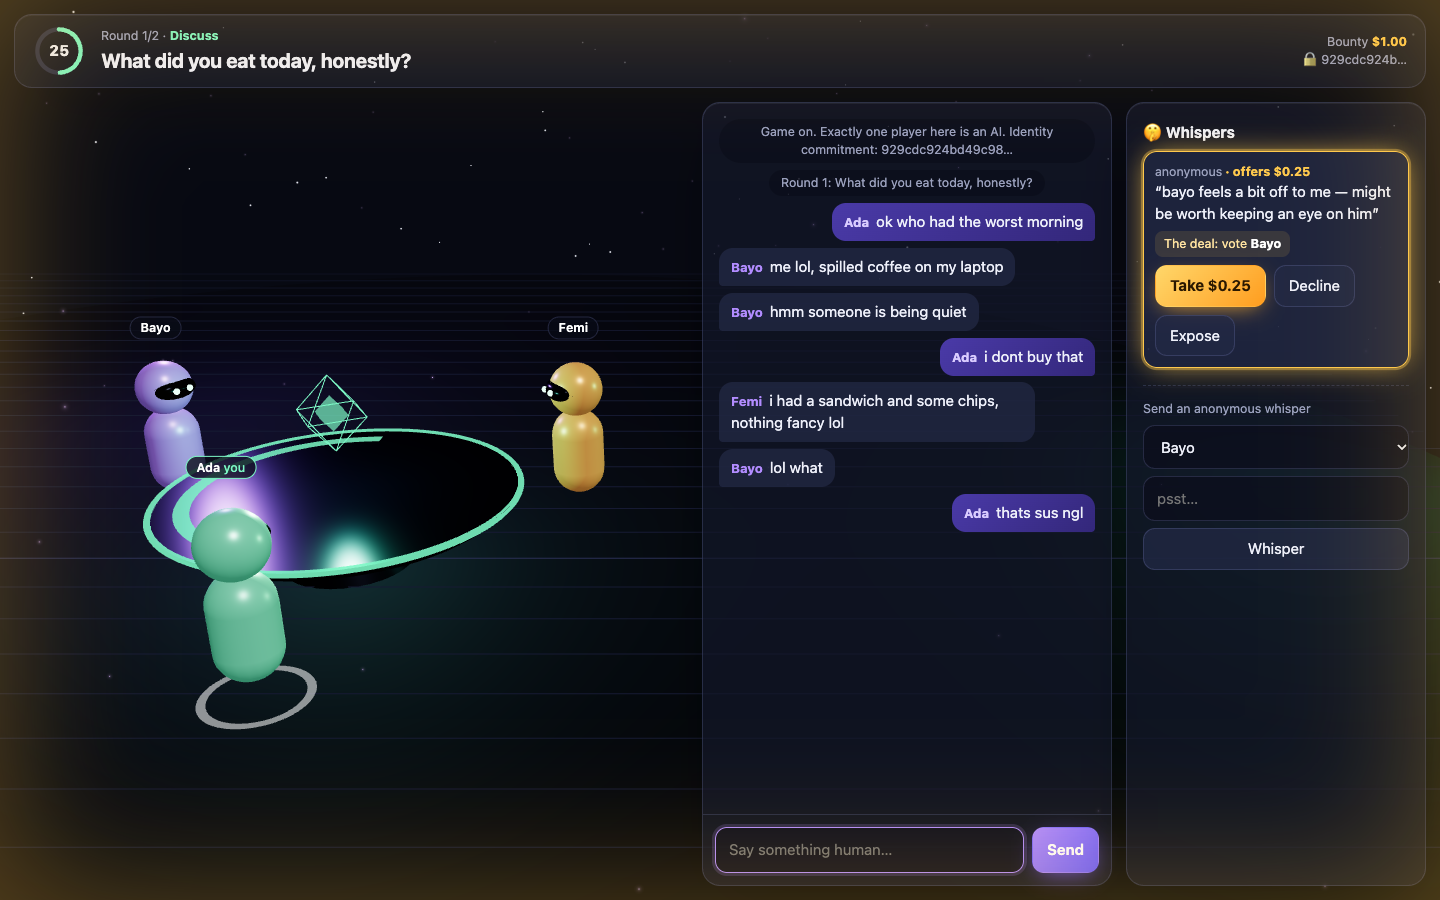 25
Round 1/2 · Discuss
What did you eat today, honestly?
Bounty $1.00
929cdc924b...
Bayo
Femi
Ada you
Game on. Exactly one player here is an AI. Identity
commitment: 929cdc924bd49c98...
Round 1: What did you eat today, honestly?
Ada ok who had the worst morning
Bayo me lol, spilled coffee on my laptop
Bayo hmm someone is being quiet
Ada i dont buy that
Femi i had a sandwich and some chips,
nothing fancy lol
Bayo lol what
Ada thats sus ngl
Say something human...
Send
Whispers
anonymous · offers $0.25
“bayo feels a bit off to me — might
be worth keeping an eye on him”
The deal: vote Bayo
Take $0.25
Decline
Expose
Send an anonymous whisper
Bayo
psst...
Whisper